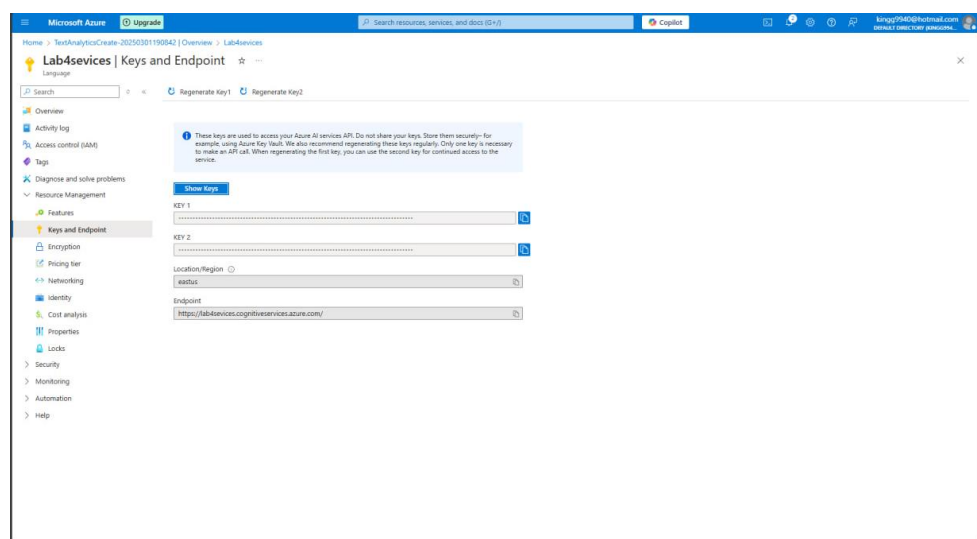 Microsoft Azure
Upgrade
Search resources, services, and docs (G+/)
Copilot
kingg9940@hotmail.com
Home > TextAnalyticsCreate-20250301190842 | Overview > Lab4sevices
Lab4sevices | Keys and Endpoint
Language
Search
Regenerate Key1 Regenerate Key2
Overview
Activity log
Access control (IAM)
Tags
Diagnose and solve problems
Resource Management
Features
Keys and Endpoint
Encryption
Pricing tier
Networking
Identity
Cost analysis
Properties
Locks
Security
Monitoring
Automation
Help
These keys are used to access your Azure AI services API. Do not share your keys. Store them securely– for
example, using Azure Key Vault. We also recommend regenerating these keys regularly. Only one key is necessary
to make an API call. When regenerating the first key, you can use the second key for continued access to the
service.
Show Keys
KEY 1
KEY 2
Location/Region
eastus
Endpoint
https://lab4sevices.cognitiveservices.azure.com/